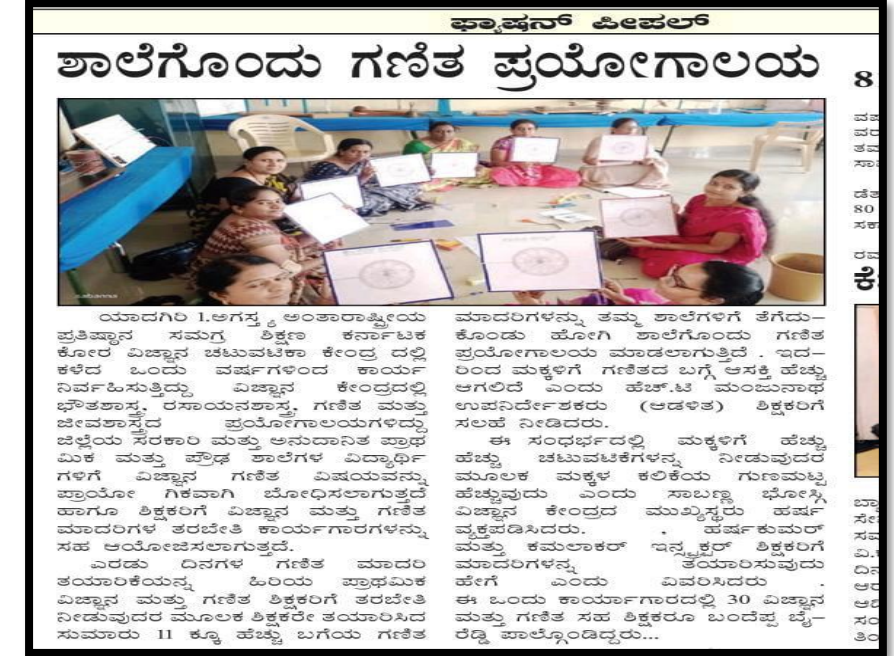 ಫ್ಯಾಷನ್ ಪೀಪಲ್
ಶಾಲೆಗೊಂದು ಗಣಿತ ಪ್ರಯೋಗಾಲಯ
sabanna
ಯಾದಗಿರಿ 1.ಅಗಸ್ತ್ಯ ಅಂತಾರಾಷ್ಟ್ರೀಯ
ಪ್ರತಿಷ್ಠಾನ ಸಮಗ್ರ ಶಿಕ್ಷಣ ಕರ್ನಾಟಕ
ಕೋರ ವಿಜ್ಞಾನ ಚಟುವಟಿಕಾ ಕೇಂದ್ರ ದಲ್ಲಿ
ಕಳೆದ ಒಂದು ವರ್ಷಗಳಿಂದ ಕಾರ್ಯ
ನಿರ್ವಹಿಸುತ್ತಿದ್ದು ವಿಜ್ಞಾನ ಕೇಂದ್ರದಲ್ಲಿ
ಭೌತಶಾಸ್ತ್ರ, ರಸಾಯನಶಾಸ್ತ್ರ, ಗಣಿತ ಮತ್ತು
ಜೀವಶಾಸ್ತ್ರದ ಪ್ರಯೋಗಾಲಯಗಳಿದ್ದು
ಜಿಲ್ಲೆಯ ಸರಕಾರಿ ಮತ್ತು ಅನುದಾನಿತ ಪ್ರಾಥ
ಮಿಕ ಮತ್ತು ಪ್ರೌಢ ಶಾಲೆಗಳ ವಿದ್ಯಾರ್ಥಿ
ಗಳಿಗೆ ವಿಜ್ಞಾನ ಗಣಿತ ವಿಷಯವನ್ನು
ಪ್ರಾಯೋ ಗಿಕವಾಗಿ ಬೋಧಿಸಲಾಗುತ್ತದೆ
ಹಾಗೂ ಶಿಕ್ಷಕರಿಗೆ ವಿಜ್ಞಾನ ಮತ್ತು ಗಣಿತ
ಮಾದರಿಗಳ ತರಬೇತಿ ಕಾರ್ಯಗಾರಗಳನ್ನು
ಸಹ ಆಯೋಜಿಸಲಾಗುತ್ತದೆ.
ಎರಡು ದಿನಗಳ ಗಣಿತ ಮಾದರಿ
ತಯಾರಿಕೆಯನ್ನ ಹಿರಿಯ ಪ್ರಾಥಮಿಕ
ವಿಜ್ಞಾನ ಮತ್ತು ಗಣಿತ ಶಿಕ್ಷಕರಿಗೆ ತರಬೇತಿ
ನೀಡುವುದರ ಮೂಲಕ ಶಿಕ್ಷಕರೇ ತಯಾರಿಸಿದ
ಸುಮಾರು 11 ಕ್ಕೂ ಹೆಚ್ಚು ಬಗೆಯ ಗಣಿತ
ಮಾದರಿಗಳನ್ನು ತಮ್ಮ ಶಾಲೆಗಳಿಗೆ ತೆಗೆದು-
ಕೊಂಡು ಹೋಗಿ ಶಾಲೆಗೊಂದು ಗಣಿತ
ಪ್ರಯೋಗಾಲಯ ಮಾಡಲಾಗುತ್ತಿದೆ . ಇದ-
ರಿಂದ ಮಕ್ಕಳಿಗೆ ಗಣಿತದ ಬಗ್ಗೆ ಆಸಕ್ತಿ ಹೆಚ್ಚು
ಆಗಲಿದೆ ಎಂದು ಹೆಚ್.ಟಿ ಮಂಜುನಾಥ
ಉಪನಿರ್ದೇಶಕರು (ಆಡಳಿತ) ಶಿಕ್ಷಕರಿಗೆ
ಸಲಹೆ ನೀಡಿದರು.
ಈ ಸಂಧರ್ಭದಲ್ಲಿ ಮಕ್ಕಳಿಗೆ ಹೆಚ್ಚು
ಹೆಚ್ಚು ಚಟುವಟಿಕೆಗಳನ್ನ ನೀಡುವುದರ
ಮೂಲಕ ಮಕ್ಕಳ ಕಲಿಕೆಯ ಗುಣಮಟ್ಟ
ಹೆಚ್ಚುವುದು ಎಂದು ಸಾಬಣ್ಣ ಭೋಸ್ಗಿ
ವಿಜ್ಞಾನ ಕೇಂದ್ರದ ಮುಖ್ಯಸ್ಥರು ಹರ್ಷ
ವ್ಯಕ್ತಪಡಿಸಿದರು. , ಹರ್ಷಕುಮರ್
ಮತ್ತು ಕಮಲಾಕರ್ ಇನ್ಸ್ಟ್ರಕ್ಟರ್ ಶಿಕ್ಷಕರಿಗೆ
ಮಾದರಿಗಳನ್ನ ತಯಾರಿಸುವುದು
ಹೇಗೆ ಎಂದು ವಿವರಿಸಿದರು .
ಈ ಒಂದು ಕಾರ್ಯಾಗಾರದಲ್ಲಿ 30 ವಿಜ್ಞಾನ
ಮತ್ತು ಗಣಿತ ಸಹ ಶಿಕ್ಷಕರೂ ಬಂದೆಪ್ಪ ಬೈ-
ರೆಡ್ಡಿ ಪಾಲ್ಗೊಂಡಿದ್ದರು...
8
80